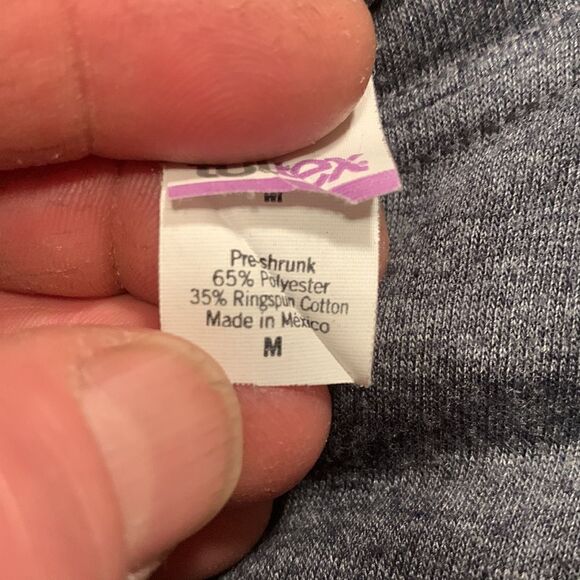 Pre-shrunk
65% Polyester
35% Ringspun Cotton
Made in México
M